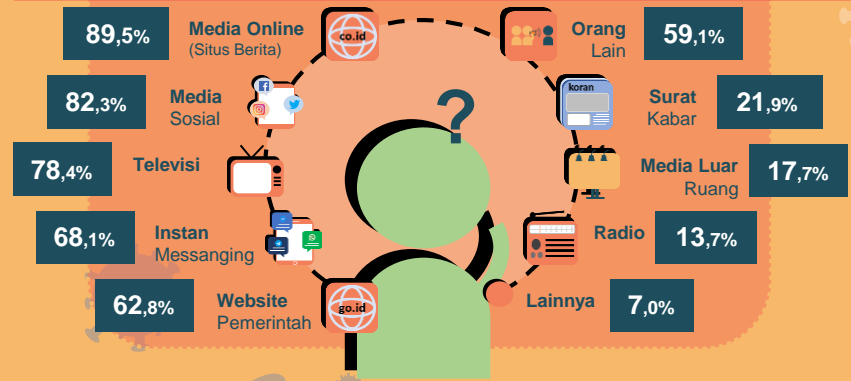 89,5%
Media Online
(Situs Berita)
co.id
82,3%
Media
Sosial
78,4%
Televisi
68,1%
Instan
Messanging
62,8%
Website
Pemerintah
go.id
?
Orang
Lain
59,1%
koran
Surat
Kabar
21,9%
Media Luar
Ruang
17,7%
Radio
13,7%
Lainnya
7,0%